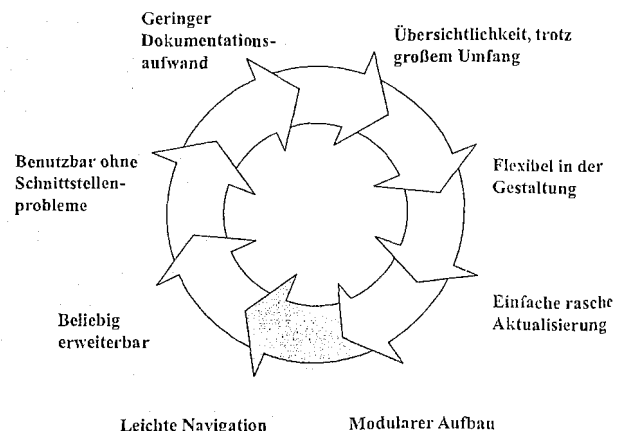 Geringer
Dokumentations-
aufwand
Übersichtlichkeit, trotz
großem Umfang
Benutzbar ohne
Schnittstellen-
probleme
Flexibel in der
Gestaltung
Beliebig
erweiterbar
Einfache rasche
Aktualisierung
Leichte Navigation
Modularer Aufbau